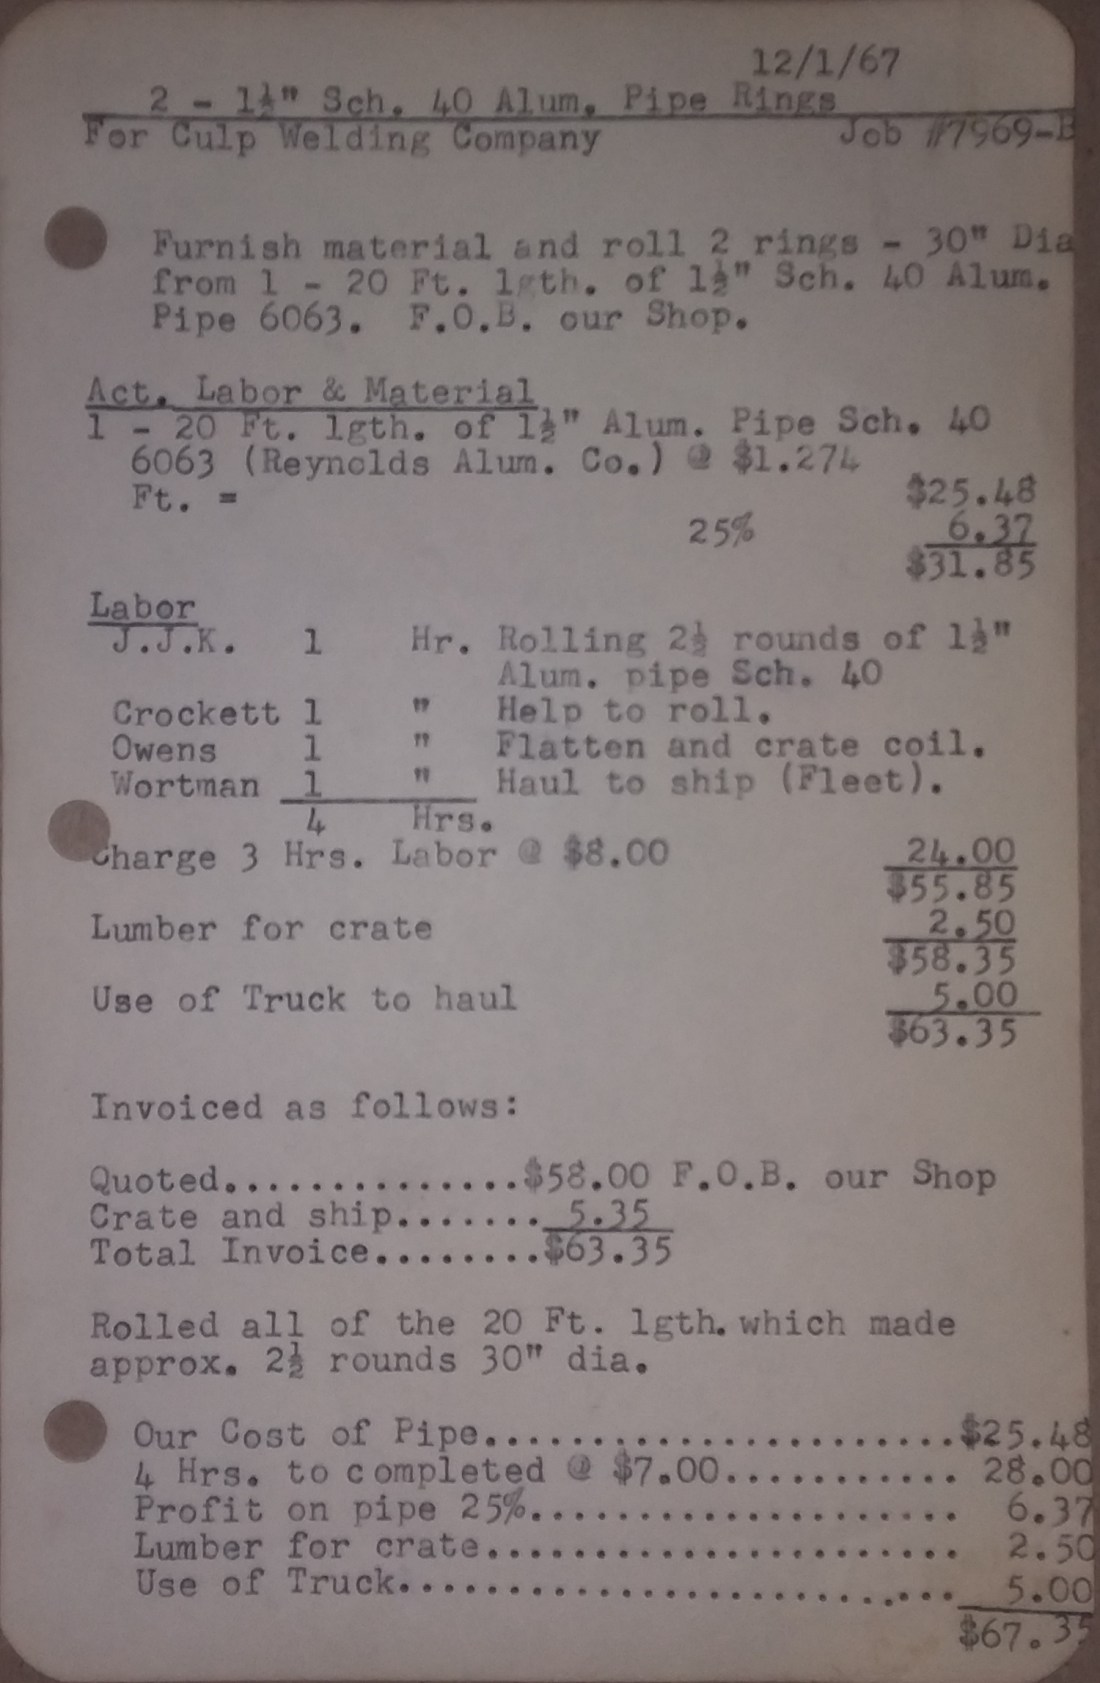 12/1/67
2 - 1½" Sch. 40 Alum. Pipe Rings
For Culp Welding Company Job #7969-B
Furnish material and roll 2 rings - 30" Dia
from 1 - 20 Ft. lgth. of 1½" Sch. 40 Alum.
Pipe 6063. F.O.B. our Shop.
Act. Labor & Material
1 - 20 Ft. lgth. of 1½" Alum. Pipe Sch. 40
6063 (Reynolds Alum. Co.) @ $1.274
Ft. = $25.48
25% 6.37
$31.85
Labor
J.J.K. 1 Hr. Rolling 2½ rounds of 1½"
Alum. pipe Sch. 40
Crockett 1 " Help to roll.
Owens 1 " Flatten and crate coil.
Wortman 1 " Haul to ship (Fleet).
4 Hrs.
Charge 3 Hrs. Labor @ $8.00 24.00
$55.85
Lumber for crate 2.50
$58.35
Use of Truck to haul 5.00
$63.35
Invoiced as follows:
Quoted..............$58.00 F.O.B. our Shop
Crate and ship....... 5.35
Total Invoice........$63.35
Rolled all of the 20 Ft. lgth. which made
approx. 2½ rounds 30" dia.
Our Cost of Pipe..........................$25.48
4 Hrs. to completed @ $7.00............. 28.00
Profit on pipe 25%........................ 6.37
Lumber for crate.......................... 2.50
Use of Truck............................... 5.00
$67.35